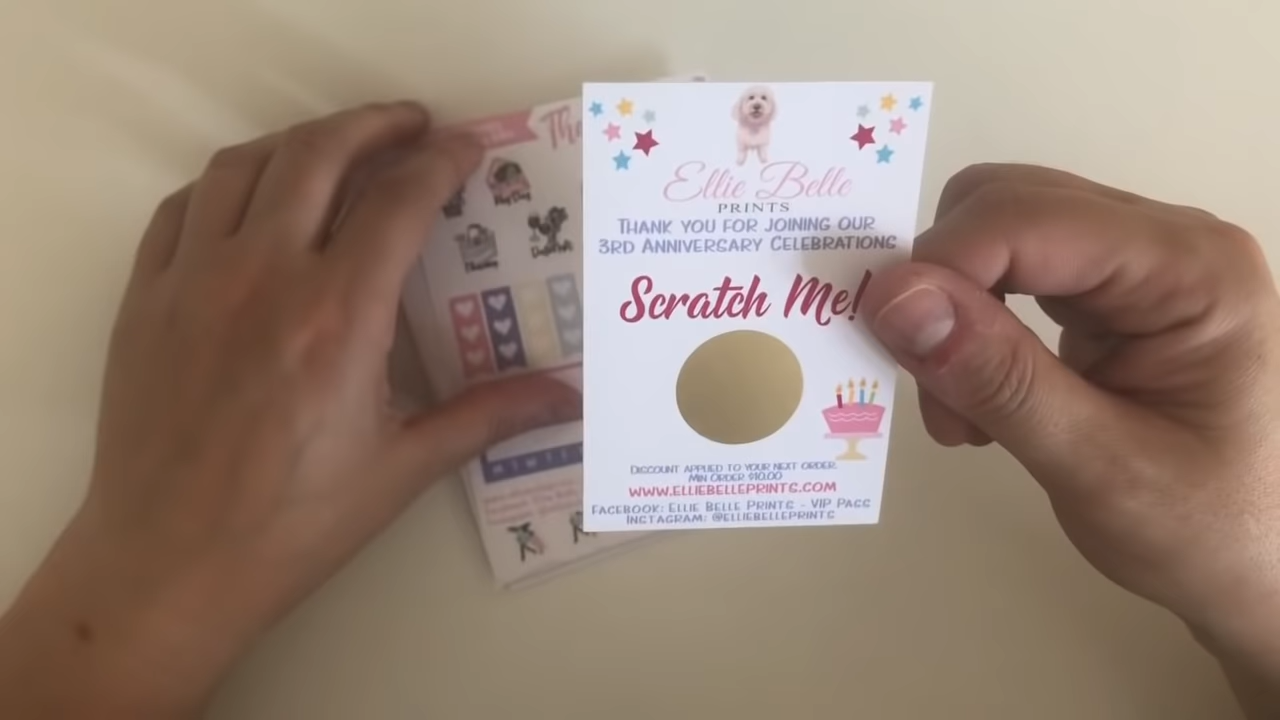 The
Ellie Belle
PRINTS
THANK YOU FOR JOINING OUR
3RD ANNIVERSARY CELEBRATIONS
Scratch Me!
DISCOUNT APPLIED TO YOUR NEXT ORDER.
MIN ORDER $10.00
WWW.ELLIEBELLEPRINTS.COM
FACEBOOK: ELLIE BELLE PRINTS - VIP PASS
INSTAGRAM: @ELLIEBELLEPRINTS